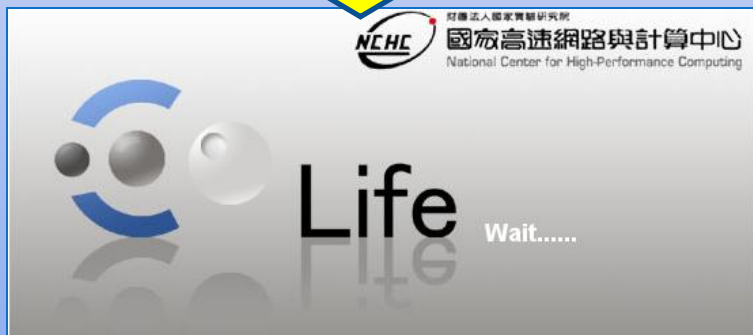 財團法人國家實驗研究院
NCHC 國家高速網路與計算中心
National Center for High-Performance Computing
Life Wait......